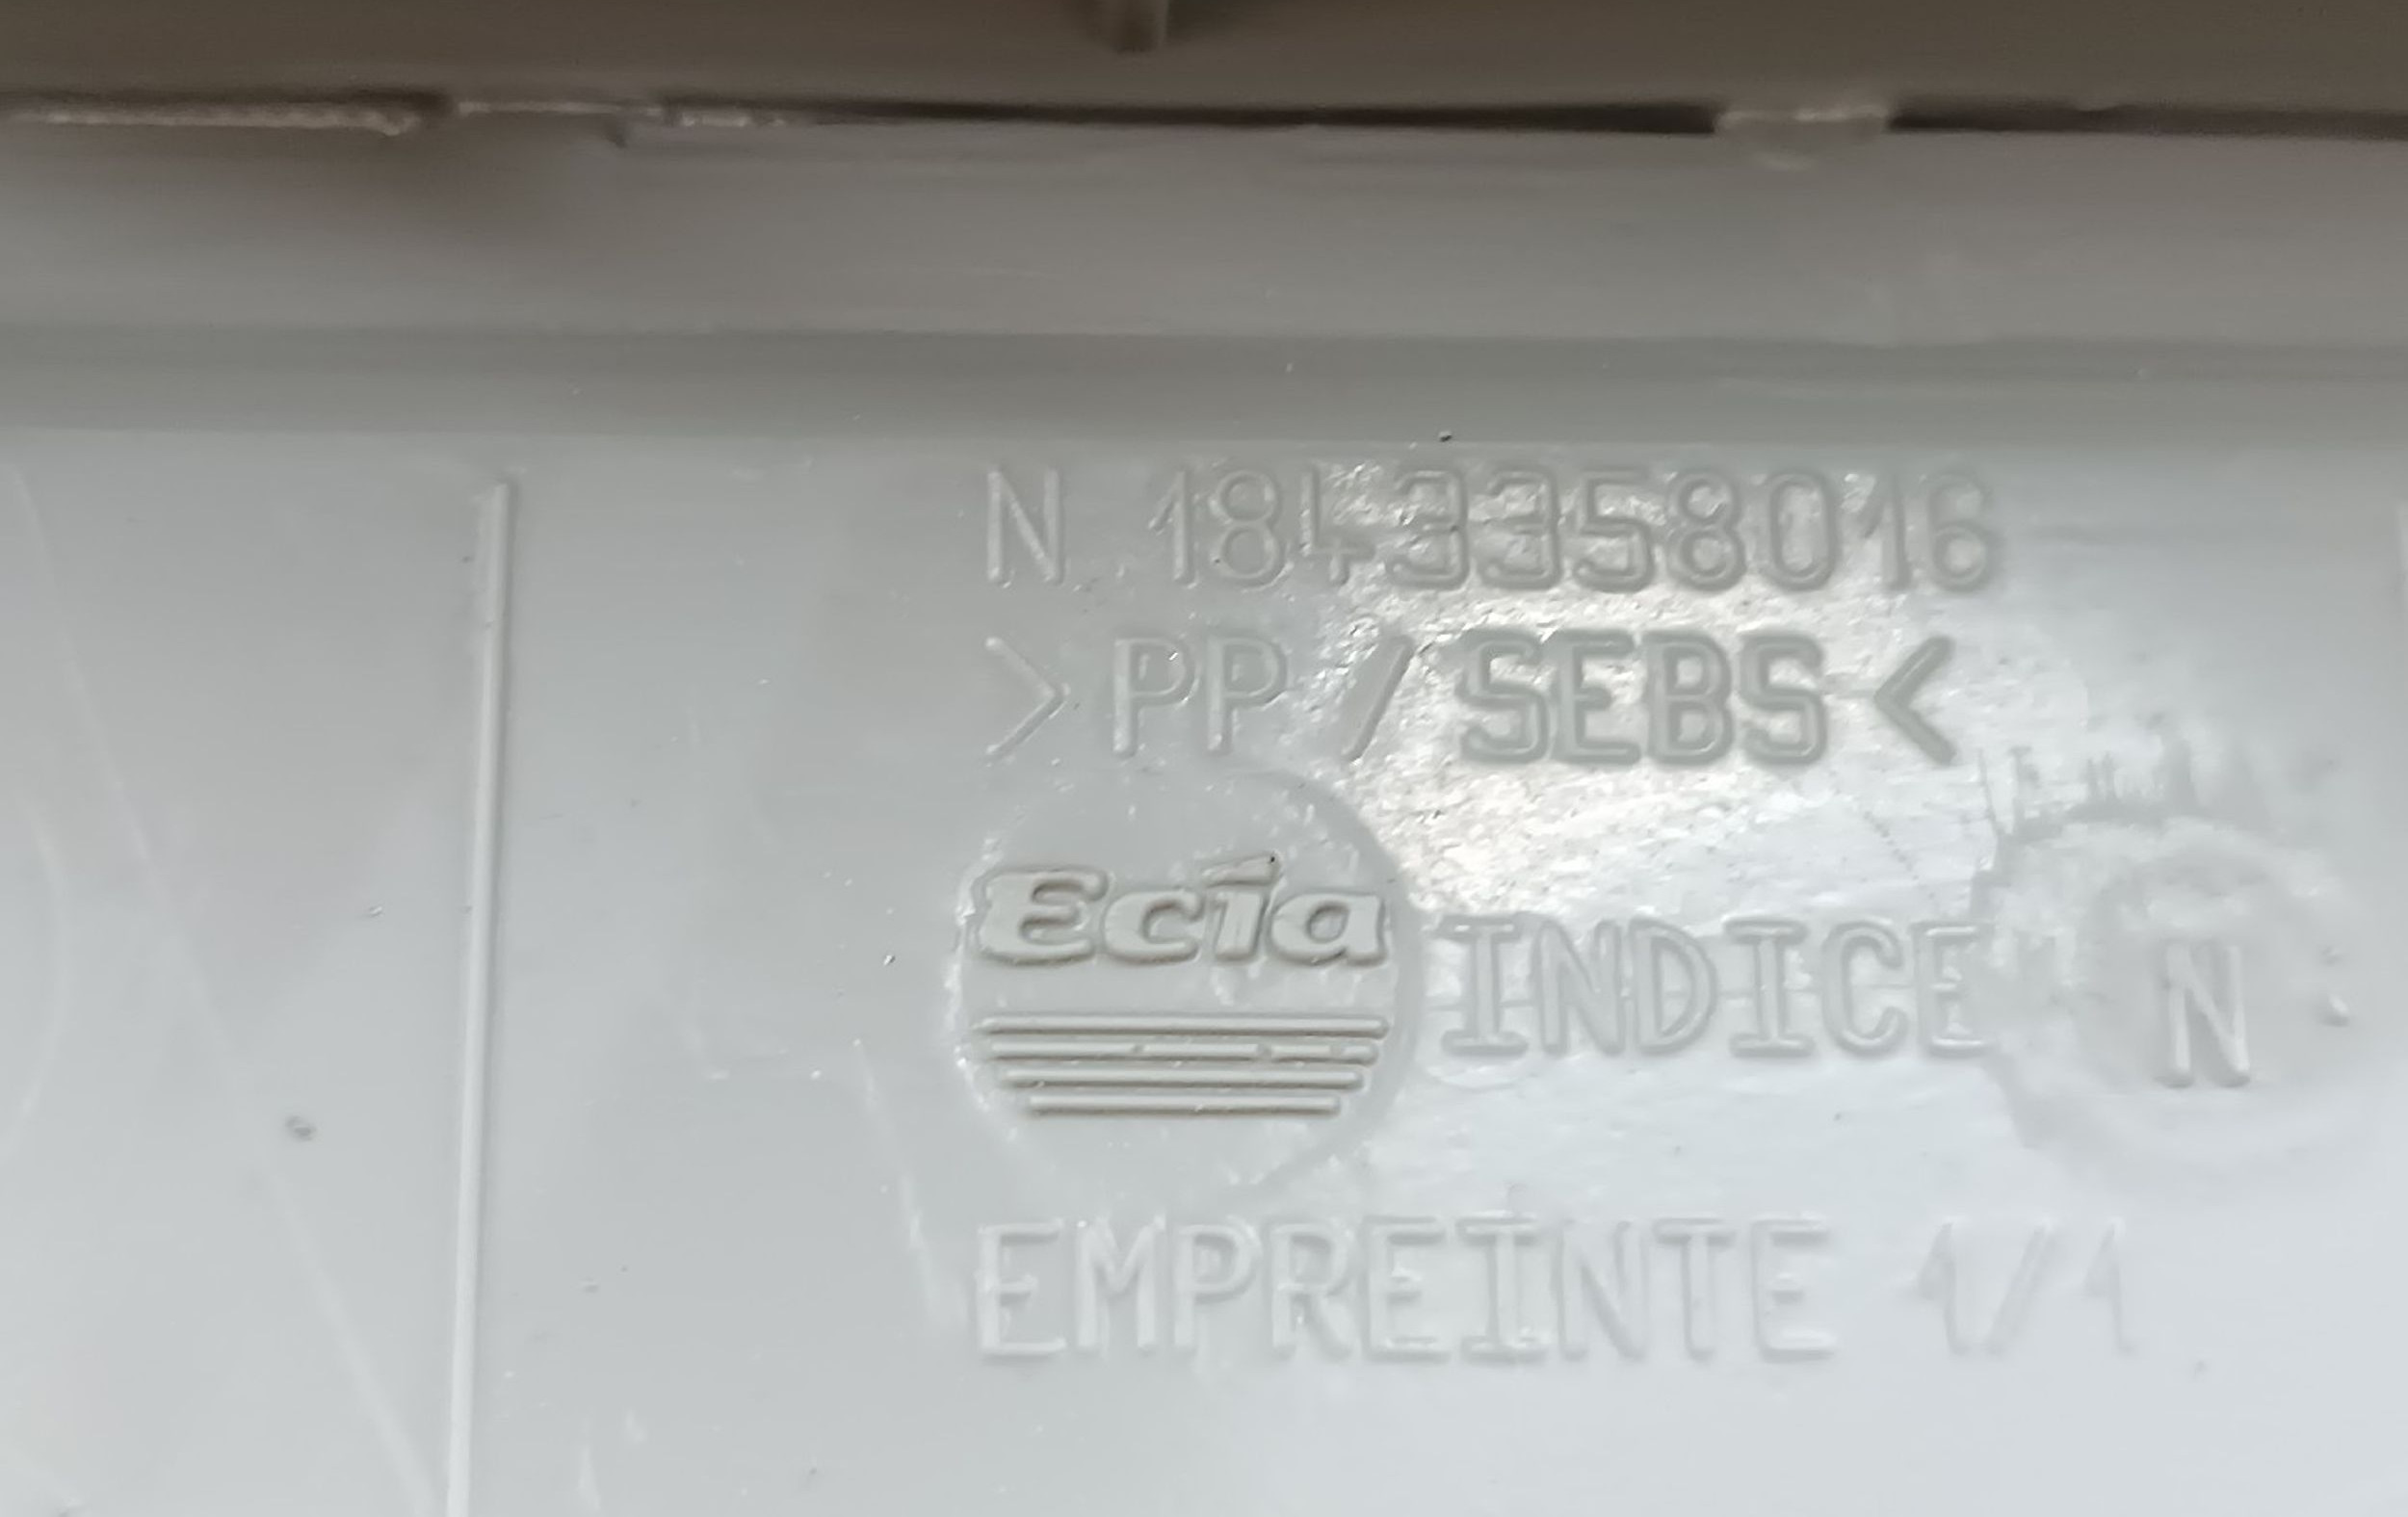 N 1843358016
>PP/SEBS<
Ecia
INDICE N
EMPREINTE 1/1